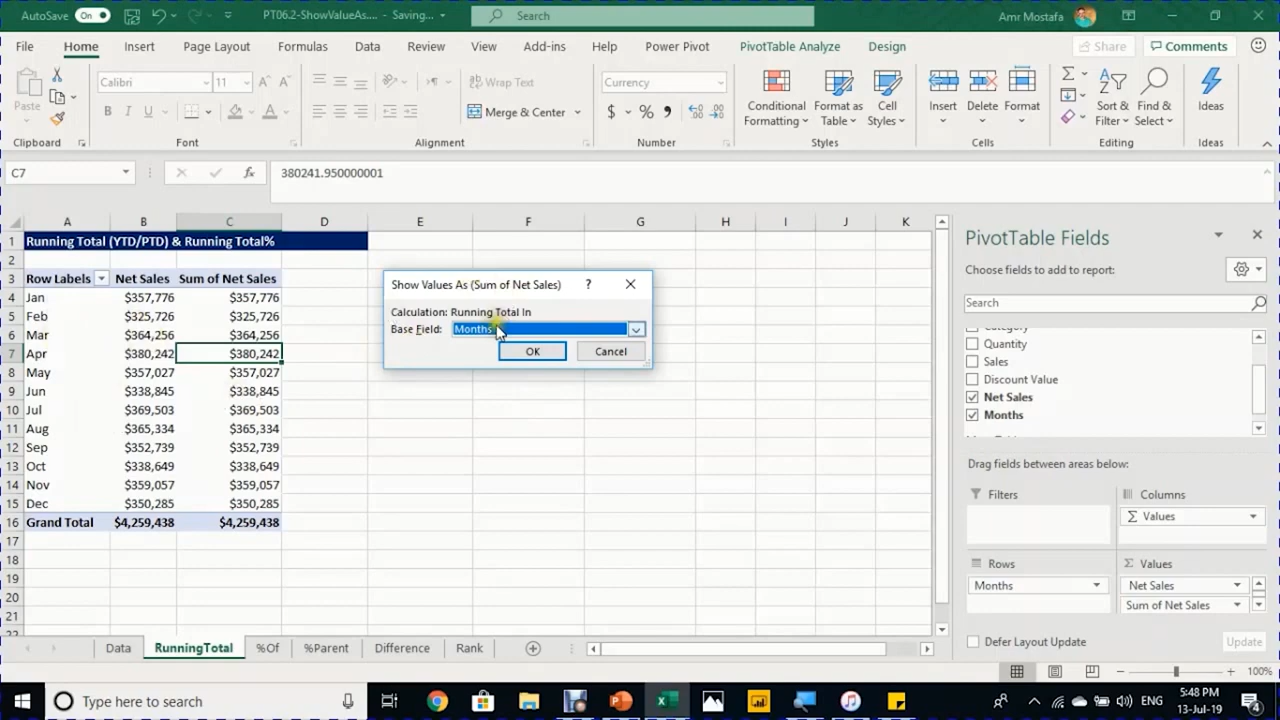 AutoSave On PT06.2-ShowValueAs.... - Saving... Search Amr Mostafa
File Home Insert Page Layout Formulas Data Review View Add-ins Help Power Pivot PivotTable Analyze Design Share Comments
Paste
Calibri 11
Wrap Text
Merge & Center
Currency
$ % ,
Conditional Formatting
Format as Table
Cell Styles
Insert
Delete
Format
Sort & Filter
Find & Select
Ideas
Clipboard Font Alignment Number Styles Cells Editing Ideas
C7 fx 380241.950000001
A B C D E F G H I J K
1 Running Total (YTD/PTD) & Running Total%
2
3 Row Labels Net Sales Sum of Net Sales
4 Jan $357,776 $357,776
5 Feb $325,726 $325,726
6 Mar $364,256 $364,256
7 Apr $380,242 $380,242
8 May $357,027 $357,027
9 Jun $338,845 $338,845
10 Jul $369,503 $369,503
11 Aug $365,334 $365,334
12 Sep $352,739 $352,739
13 Oct $338,649 $338,649
14 Nov $359,057 $359,057
15 Dec $350,285 $350,285
16 Grand Total $4,259,438 $4,259,438
17
18
19
20
21
22
Show Values As (Sum of Net Sales) ?
Calculation: Running Total In
Base Field: Months
OK Cancel
PivotTable Fields
Choose fields to add to report:
Search
Category
Quantity
Sales
Discount Value
Net Sales
Months
Drag fields between areas below:
Filters
Columns
Σ Values
Rows
Months
Σ Values
Net Sales
Sum of Net Sales
Defer Layout Update Update
Data RunningTotal %Of %Parent Difference Rank
100%
Type here to search
ENG
5:48 PM
13-Jul-19
4